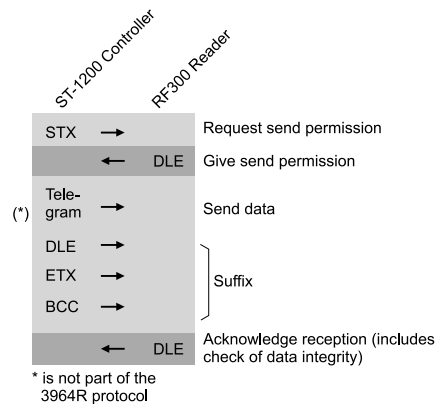 ST-1200 Controller
RF300 Reader
STX
Request send permission
DLE
Give send permission
(*)
Tele-
gram
Send data
DLE
ETX
Suffix
BCC
DLE
Acknowledge reception (includes
check of data integrity)
* is not part of the
3964R protocol